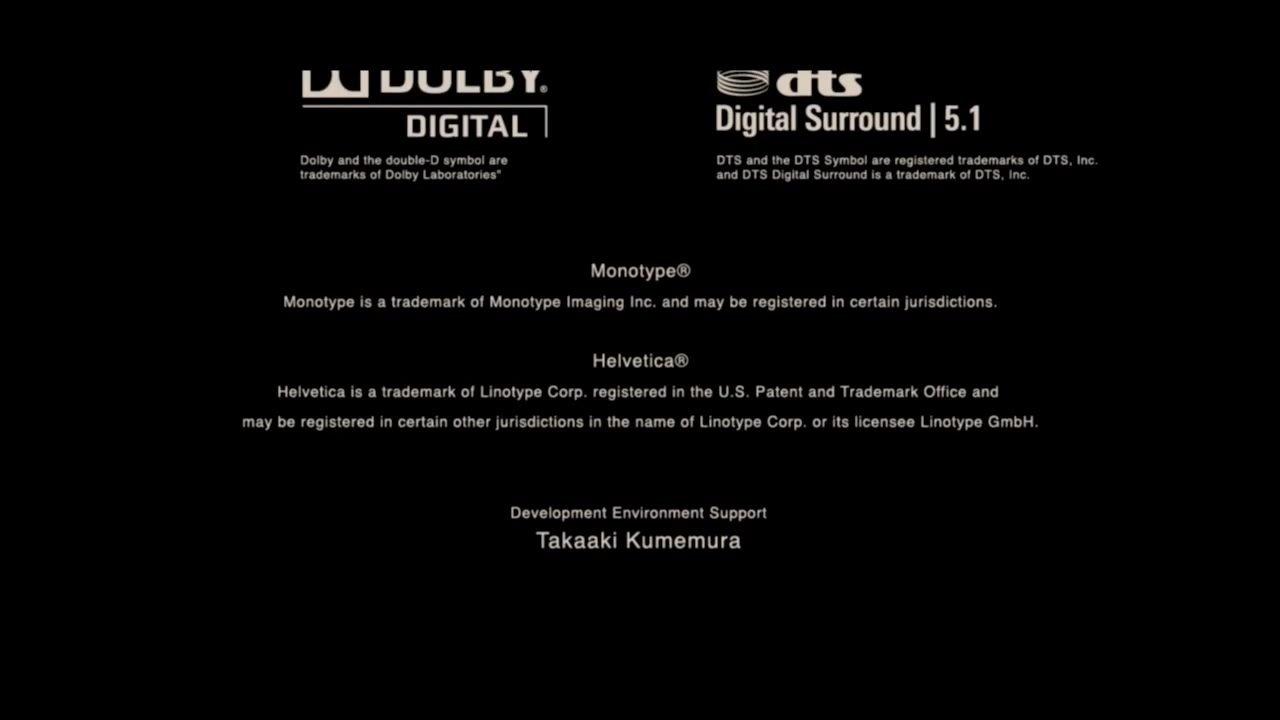 DOLBY®
DIGITAL
Dolby and the double-D symbol are
trademarks of Dolby Laboratories"
dts
Digital Surround | 5.1
DTS and the DTS Symbol are registered trademarks of DTS, Inc.
and DTS Digital Surround is a trademark of DTS, Inc.
Monotype®
Monotype is a trademark of Monotype Imaging Inc. and may be registered in certain jurisdictions.
Helvetica®
Helvetica is a trademark of Linotype Corp. registered in the U.S. Patent and Trademark Office and
may be registered in certain other jurisdictions in the name of Linotype Corp. or its licensee Linotype GmbH.
Development Environment Support
Takaaki Kumemura